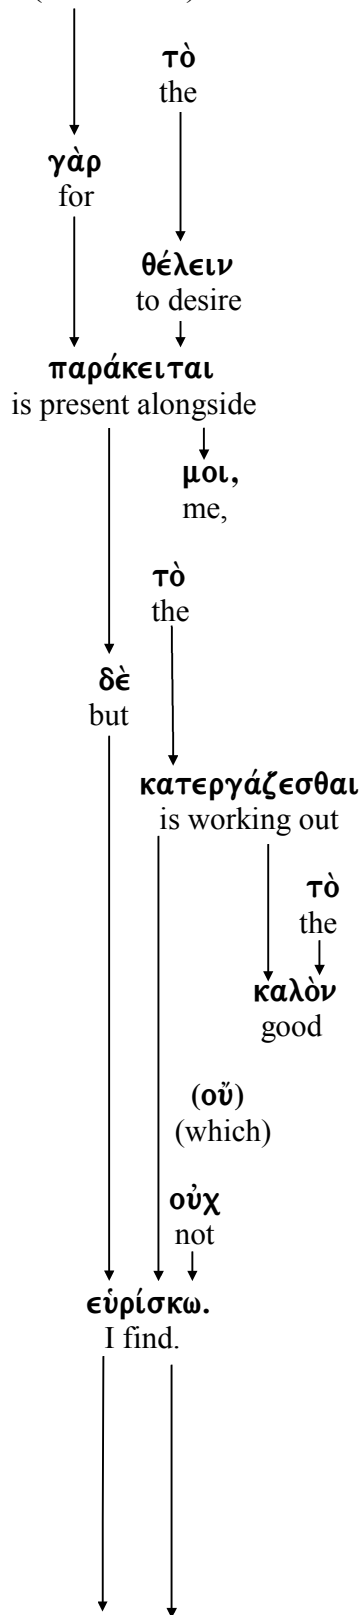 τὸ
the
γὰρ
for
θέλειν
to desire
παράκειται
is present alongside
μοι,
me,
τὸ
the
δὲ
but
κατεργάζεσθαι
is working out
τὸ
the
καλὸν
good
(οὔ)
(which)
οὐχ
not
εὑρίσκω.
I find.